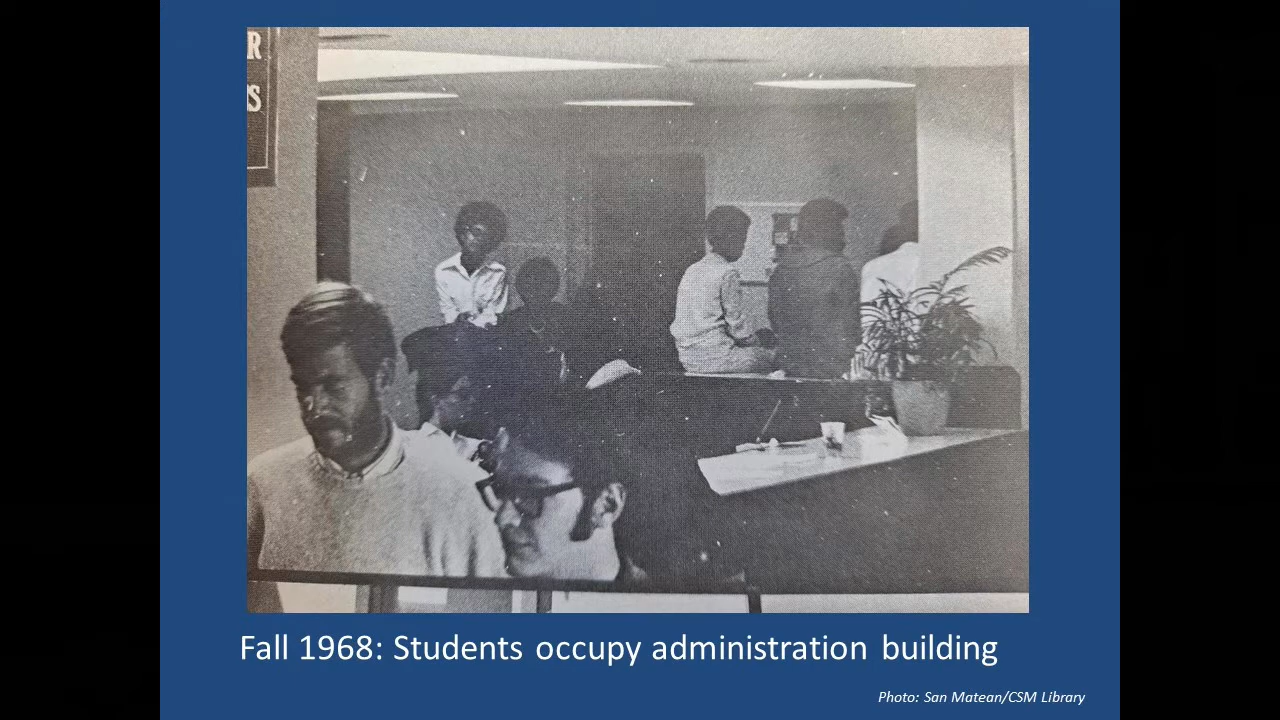 R
S
Fall 1968: Students occupy administration building
Photo: San Matean/CSM Library